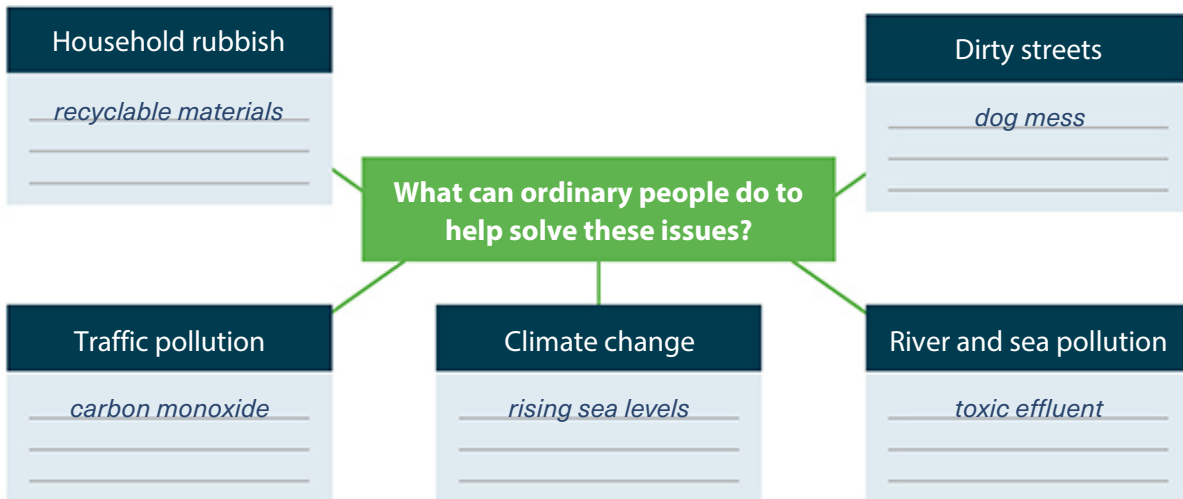 Household rubbish
recyclable materials
Dirty streets
dog mess
What can ordinary people do to
help solve these issues?
Traffic pollution
carbon monoxide
Climate change
rising sea levels
River and sea pollution
toxic effluent